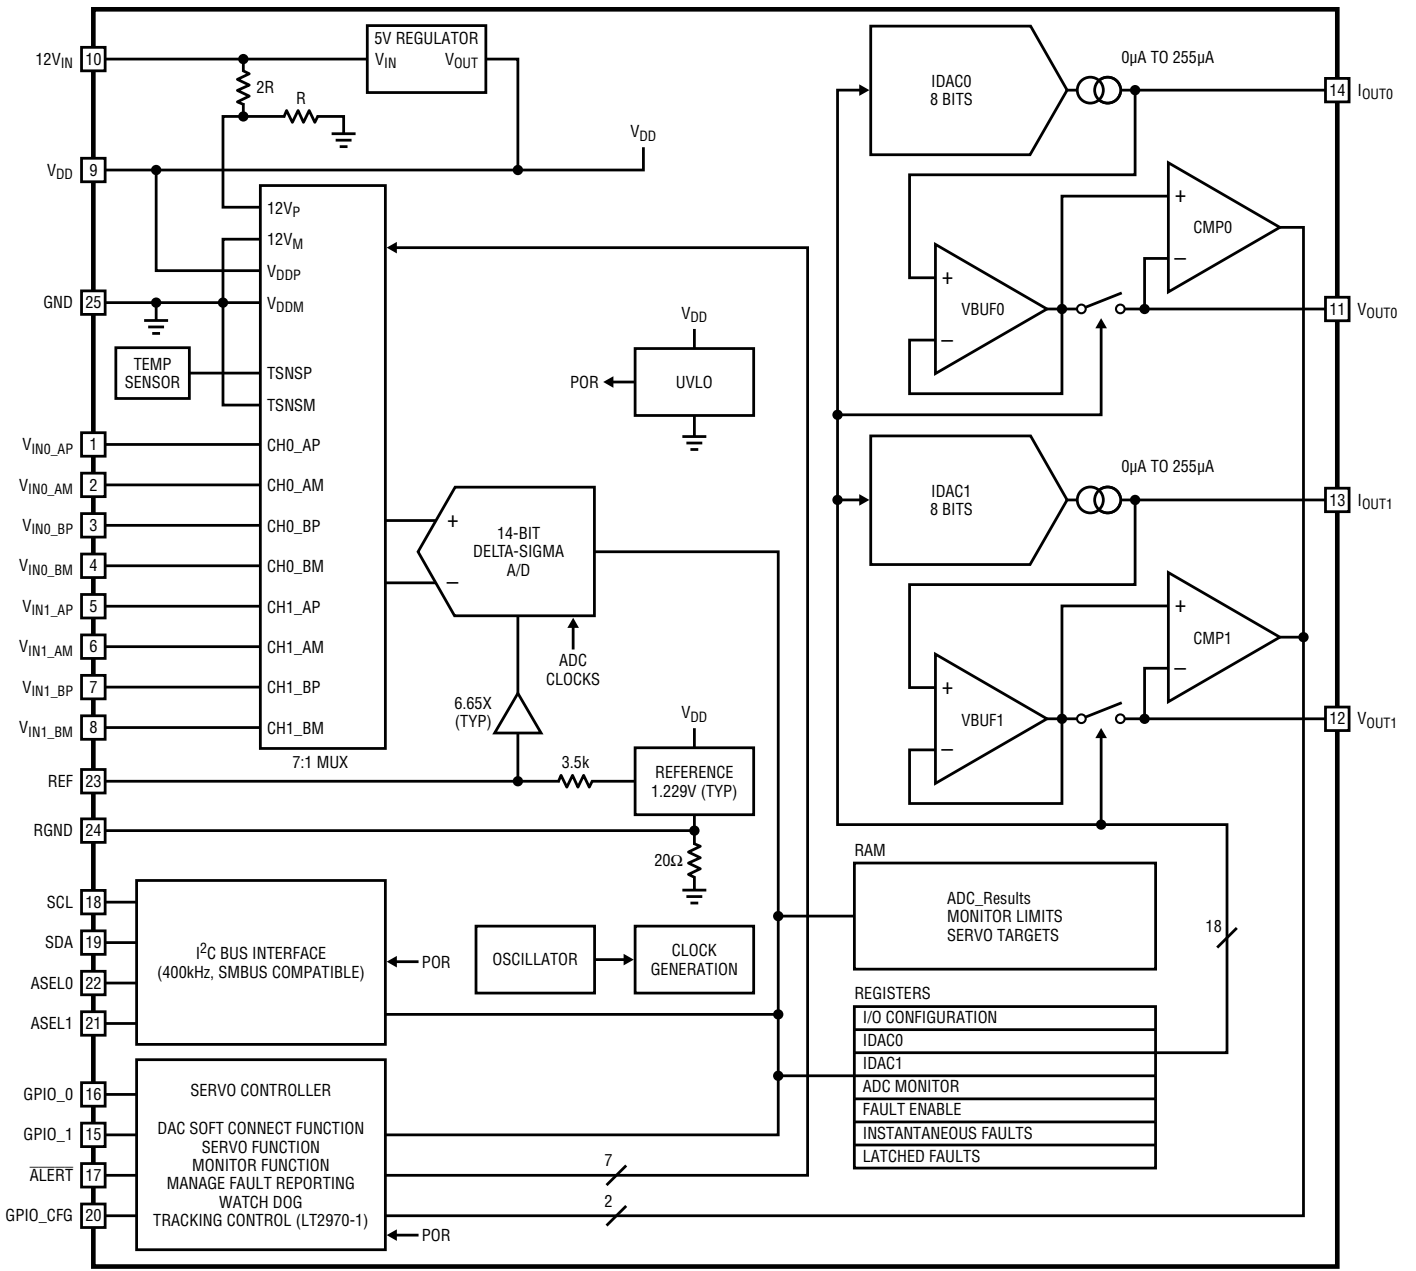 12VIN
10
5V REGULATOR
VIN
VOUT
2R
R
VDD
9
VDD
12VP
12VM
VDDP
GND
25
VDDM
TEMP
SENSOR
TSNSP
TSNSM
VIN0_AP
1
CH0_AP
VIN0_AM
2
CH0_AM
VIN0_BP
3
CH0_BP
VIN0_BM
4
CH0_BM
VIN1_AP
5
CH1_AP
VIN1_AM
6
CH1_AM
VIN1_BP
7
CH1_BP
VIN1_BM
8
CH1_BM
7:1 MUX
VDD
POR
UVLO
+
–
14-BIT
DELTA-SIGMA
A/D
ADC
CLOCKS
6.65X
(TYP)
VDD
REF
23
3.5k
REFERENCE
1.229V (TYP)
RGND
24
20Ω
SCL
18
SDA
19
ASEL0
22
ASEL1
21
I2C BUS INTERFACE
(400kHz, SMBUS COMPATIBLE)
POR
OSCILLATOR
CLOCK
GENERATION
GPIO_0
16
GPIO_1
15
ALERT
17
GPIO_CFG
20
SERVO CONTROLLER
DAC SOFT CONNECT FUNCTION
SERVO FUNCTION
MONITOR FUNCTION
MANAGE FAULT REPORTING
WATCH DOG
TRACKING CONTROL (LT2970-1)
POR
7
2
IDAC0
8 BITS
0µA TO 255µA
14
IOUT0
+
–
CMP0
+
–
VBUF0
11
VOUT0
IDAC1
8 BITS
0µA TO 255µA
13
IOUT1
+
–
CMP1
+
–
VBUF1
12
VOUT1
RAM
ADC_Results
MONITOR LIMITS
SERVO TARGETS
18
REGISTERS
I/O CONFIGURATION
IDAC0
IDAC1
ADC MONITOR
FAULT ENABLE
INSTANTANEOUS FAULTS
LATCHED FAULTS